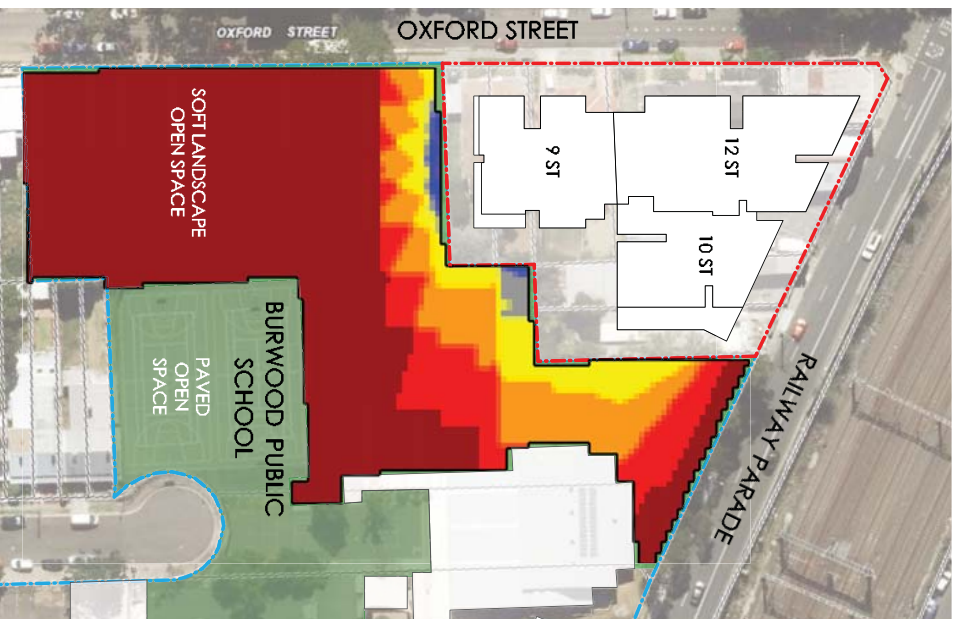 OXFORD STREET
OXFORD STREET
SOFT LANDSCAPE
OPEN SPACE
9 ST
12 ST
10 ST
BURWOOD PUBLIC
SCHOOL
PAVED
OPEN
SPACE
RAILWAY PARADE